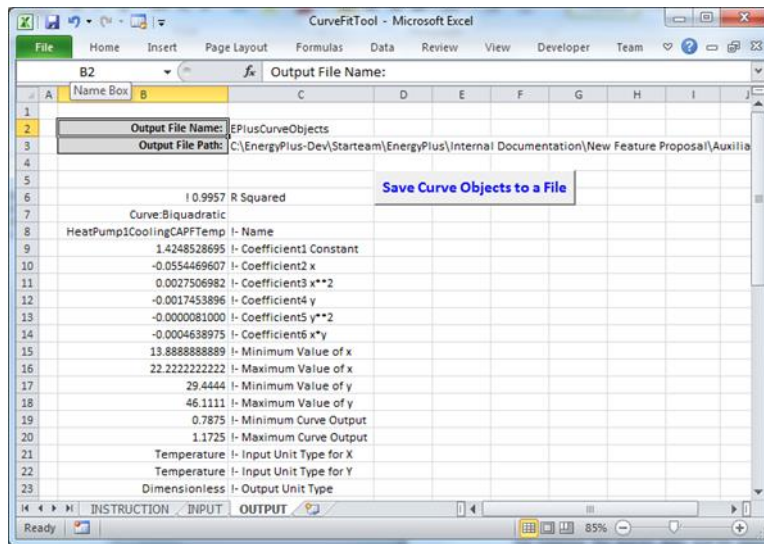 CurveFitTool - Microsoft Excel
File Home Insert Page Layout Formulas Data Review View Developer Team
B2 fx Output File Name:
Name Box
A B C D E F G H I J
1
2 Output File Name: EPlusCurveObjects
3 Output File Path: C:\EnergyPlus-Dev\Starteam\EnergyPlus\Internal Documentation\New Feature Proposal\Auxilia
4
5
Save Curve Objects to a File
6 ! 0.9957 R Squared
7 Curve:Biquadratic
8 HeatPump1CoolingCAPFTemp !- Name
9 1.4248528695 !- Coefficient1 Constant
10 -0.0554469607 !- Coefficient2 x
11 0.0027506982 !- Coefficient3 x**2
12 -0.0017453896 !- Coefficient4 y
13 -0.0000081000 !- Coefficient5 y**2
14 -0.0004638975 !- Coefficient6 x*y
15 13.8888888889 !- Minimum Value of x
16 22.2222222222 !- Maximum Value of x
17 29.4444 !- Minimum Value of y
18 46.1111 !- Maximum Value of y
19 0.7875 !- Minimum Curve Output
20 1.1725 !- Maximum Curve Output
21 Temperature !- Input Unit Type for X
22 Temperature !- Input Unit Type for Y
23 Dimensionless !- Output Unit Type
INSTRUCTION INPUT OUTPUT
Ready 85%